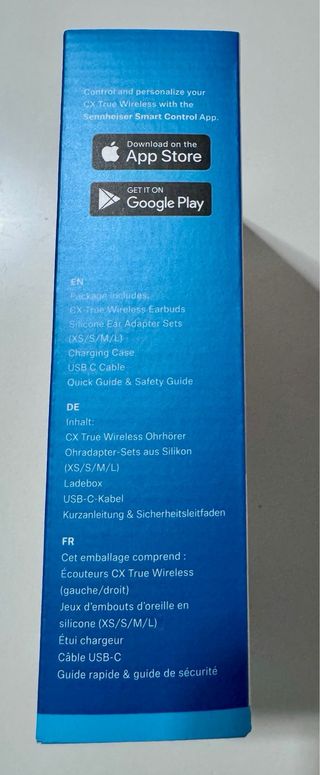 Control and personalize your
CX True Wireless with the
Sennheiser Smart Control App.
Download on the
App Store
GET IT ON
Google Play
EN
Package includes:
CX True Wireless Earbuds
Silicone Ear Adapter Sets
(XS/S/M/L)
Charging Case
USB C Cable
Quick Guide & Safety Guide
DE
Inhalt:
CX True Wireless Ohrhörer
Ohradapter-Sets aus Silikon
(XS/S/M/L)
Ladebox
USB-C-Kabel
Kurzanleitung & Sicherheitsleitfaden
FR
Cet emballage comprend :
Écouteurs CX True Wireless
(gauche/droit)
Jeux d'embouts d'oreille en
silicone (XS/S/M/L)
Étui chargeur
Câble USB-C
Guide rapide & guide de sécurité